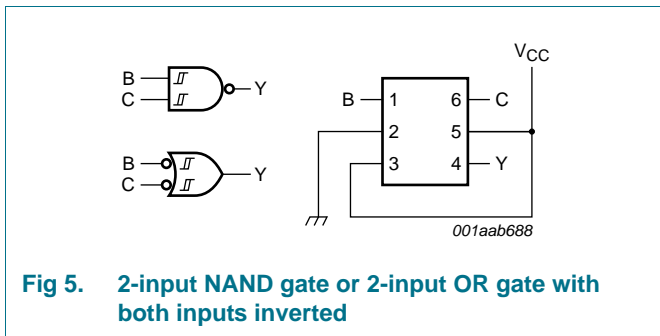 VCC
B
C
Y
B
C
Y
B 1 6 C
2 5
3 4 Y
001aab688
Fig 5. 2-input NAND gate or 2-input OR gate with
both inputs inverted